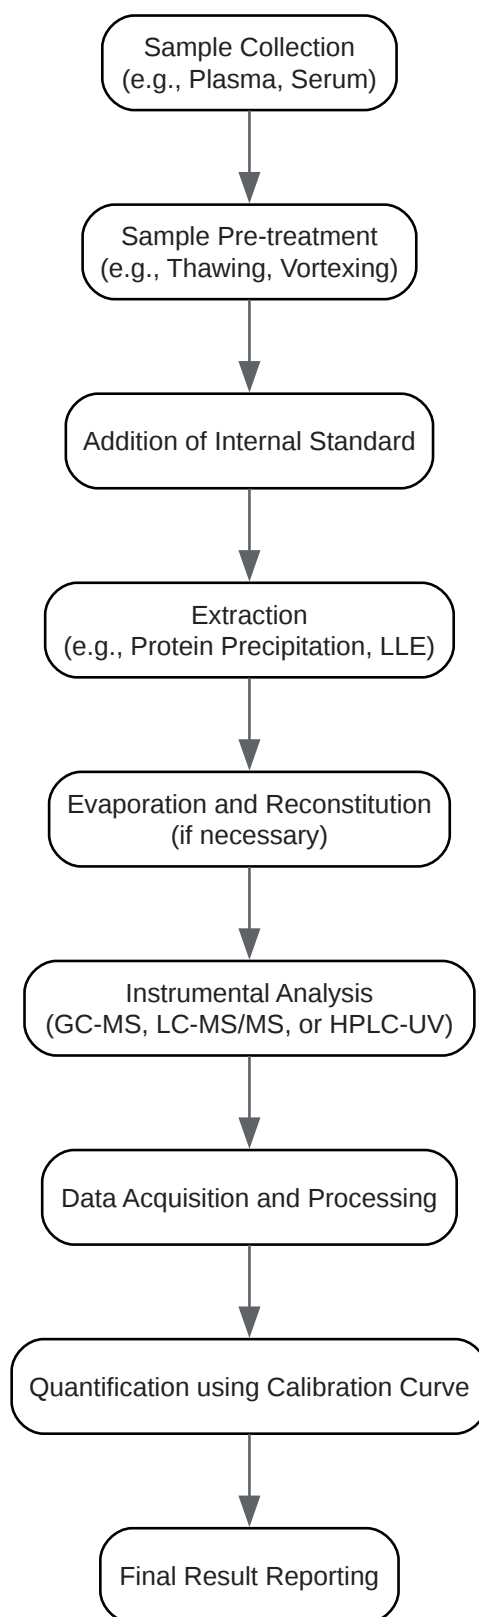 Sample Collection
(e.g., Plasma, Serum)
Sample Pre-treatment
(e.g., Thawing, Vortexing)
Addition of Internal Standard
Extraction
(e.g., Protein Precipitation, LLE)
Evaporation and Reconstitution
(if necessary)
Instrumental Analysis
(GC-MS, LC-MS/MS, or HPLC-UV)
Data Acquisition and Processing
Quantification using Calibration Curve
Final Result Reporting